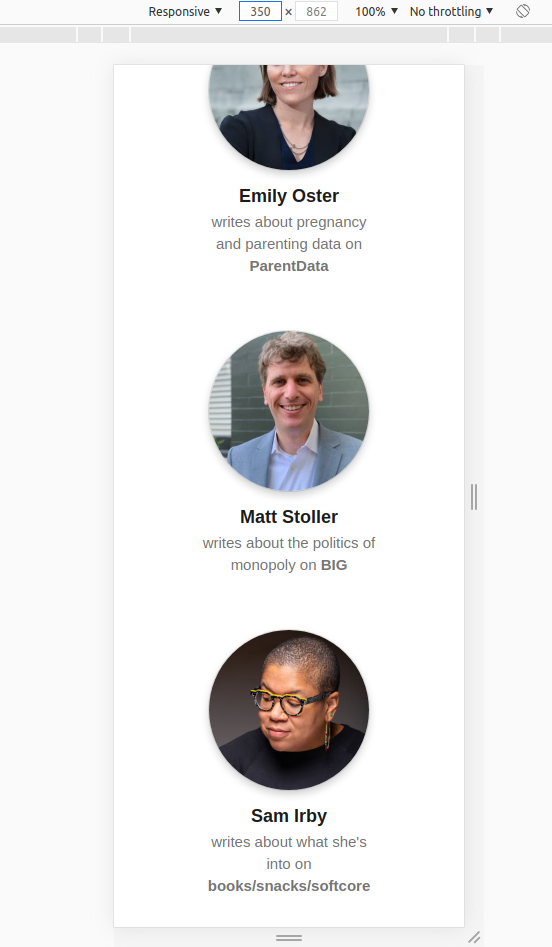 Responsive ▼ 350 × 862 100% ▼ No throttling ▼
Emily Oster
writes about pregnancy
and parenting data on
ParentData
Matt Stoller
writes about the politics of
monopoly on BIG
Sam Irby
writes about what she's
into on
books/snacks/softcore